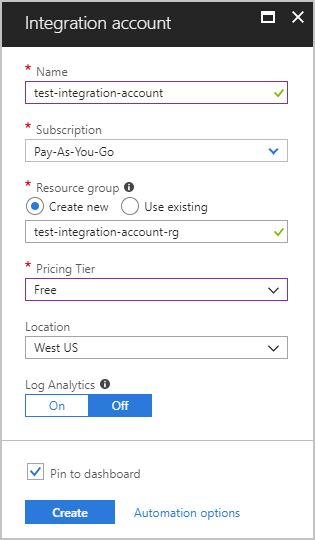 Integration account
* Name
test-integration-account
* Subscription
Pay-As-You-Go
* Resource group
Create new Use existing
test-integration-account-rg
* Pricing Tier
Free
Location
West US
Log Analytics
On Off
Pin to dashboard
Create Automation options